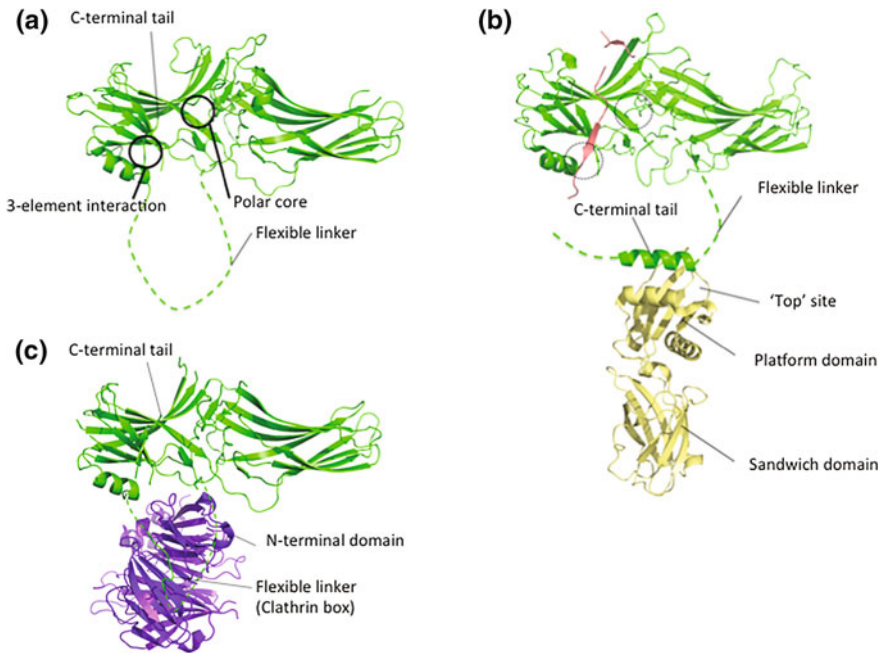 (a)
C-terminal tail
3-element interaction
Polar core
Flexible linker
(b)
C-terminal tail
Flexible linker
'Top' site
Platform domain
Sandwich domain
(c)
C-terminal tail
N-terminal domain
Flexible linker
(Clathrin box)